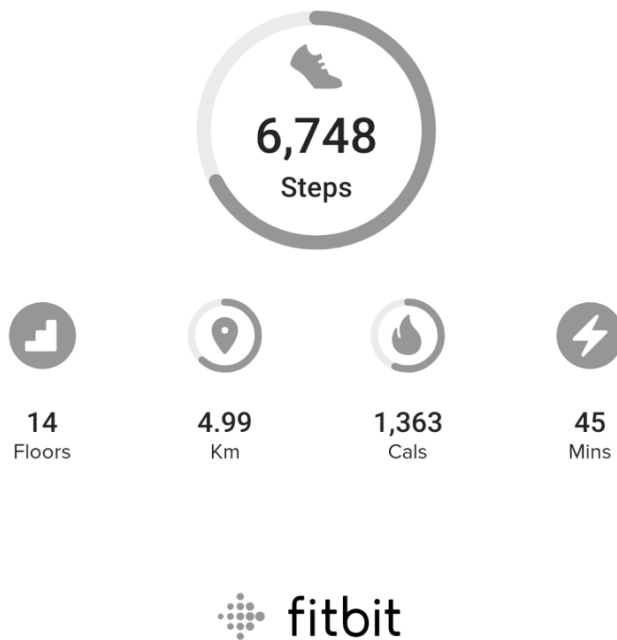 6,748
Steps
14
Floors
4.99
Km
1,363
Cals
45
Mins
fitbit